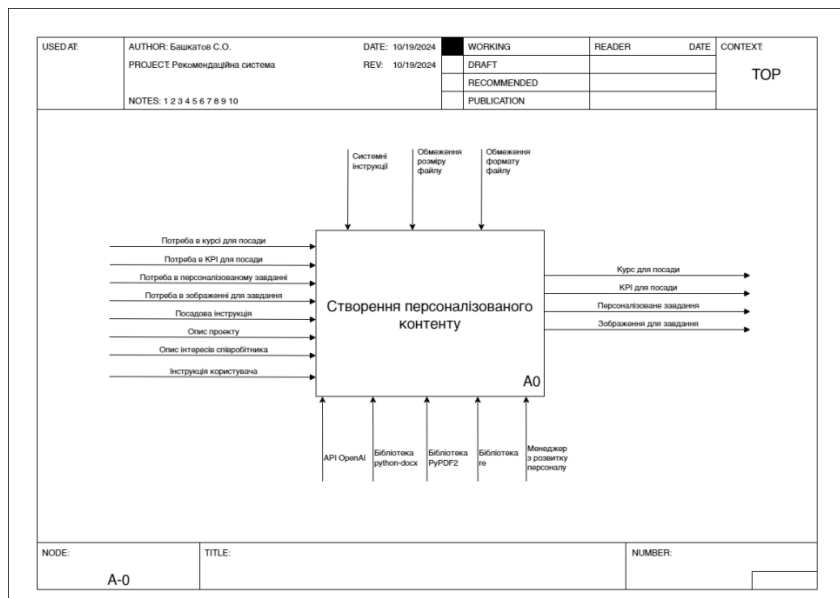 USED AT:
AUTHOR: Башкатов С.О.
DATE: 10/19/2024
WORKING
READER
DATE
CONTEXT:
PROJECT: Рекомендаційна система
REV: 10/19/2024
DRAFT
TOP
RECOMMENDED
NOTES: 1 2 3 4 5 6 7 8 9 10
PUBLICATION
Системні
інструкції
Обмеження
розміру
файлу
Обмеження
формату
файлу
Потреба в курсі для посади
Потреба в KPI для посади
Потреба в персоналізованому завданні
Потреба в зображенні для завдання
Посадова інструкція
Опис проекту
Опис інтересів співробітника
Інструкція користувача
Створення персоналізованого
контенту
A0
Курс для посади
KPI для посади
Персоналізоване завдання
Зображення для завдання
API OpenAI
Бібліотека
python-docx
Бібліотека
PyPDF2
Бібліотека
re
Менеджер
з розвитку
персоналу
NODE:
TITLE:
NUMBER:
A-0